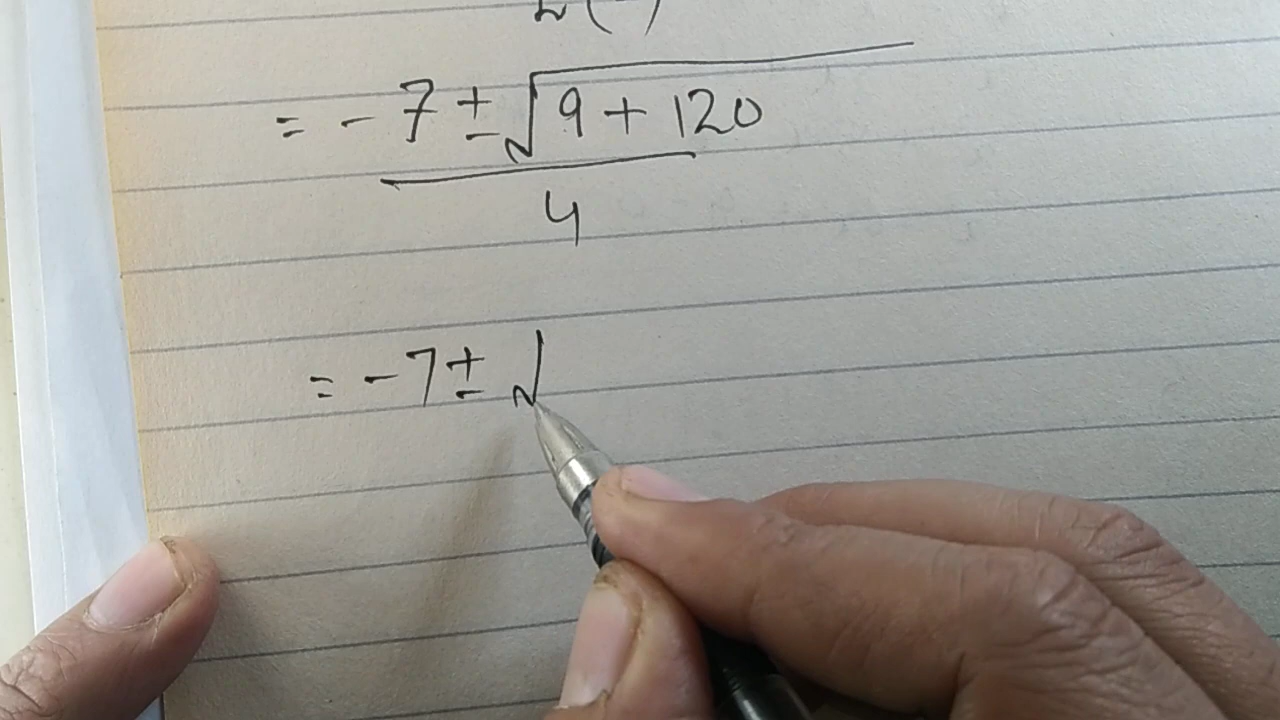 = - 7 ± √9 + 120
4
= - 7 ± √